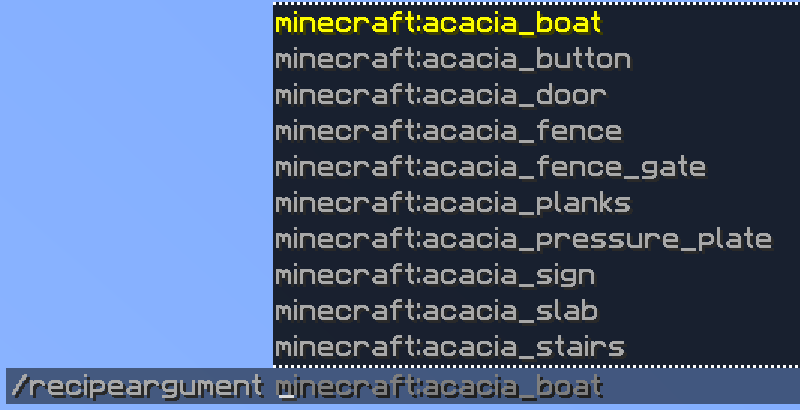 minecraft:acacia_boat
minecraft:acacia_button
minecraft:acacia_door
minecraft:acacia_fence
minecraft:acacia_fence_gate
minecraft:acacia_planks
minecraft:acacia_pressure_plate
minecraft:acacia_sign
minecraft:acacia_slab
minecraft:acacia_stairs
/recipeargument minecraft:acacia_boat